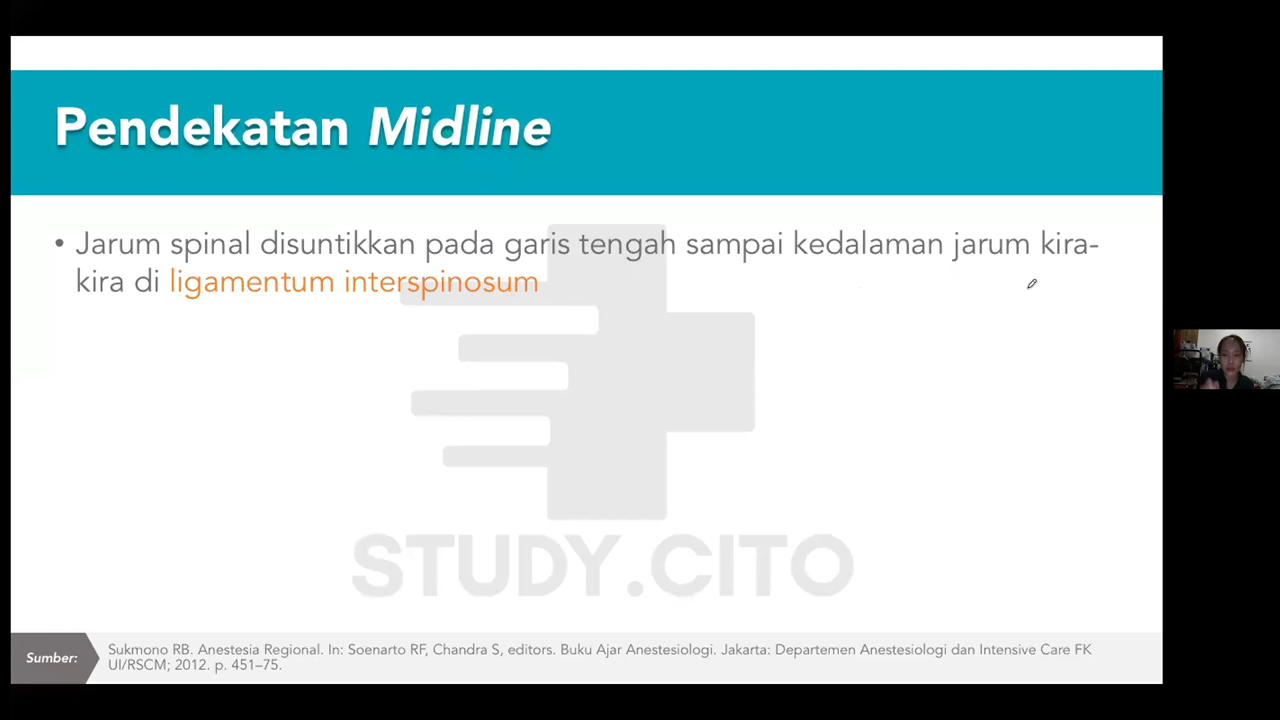 Pendekatan Midline
• Jarum spinal disuntikkan pada garis tengah sampai kedalaman jarum kira-
kira di ligamentum interspinosum
STUDY.CITO
Sumber:
Sukmono RB. Anestesia Regional. In: Soenarto RF, Chandra S, editors. Buku Ajar Anestesiologi. Jakarta: Departemen Anestesiologi dan Intensive Care FK
UI/RSCM; 2012. p. 451–75.